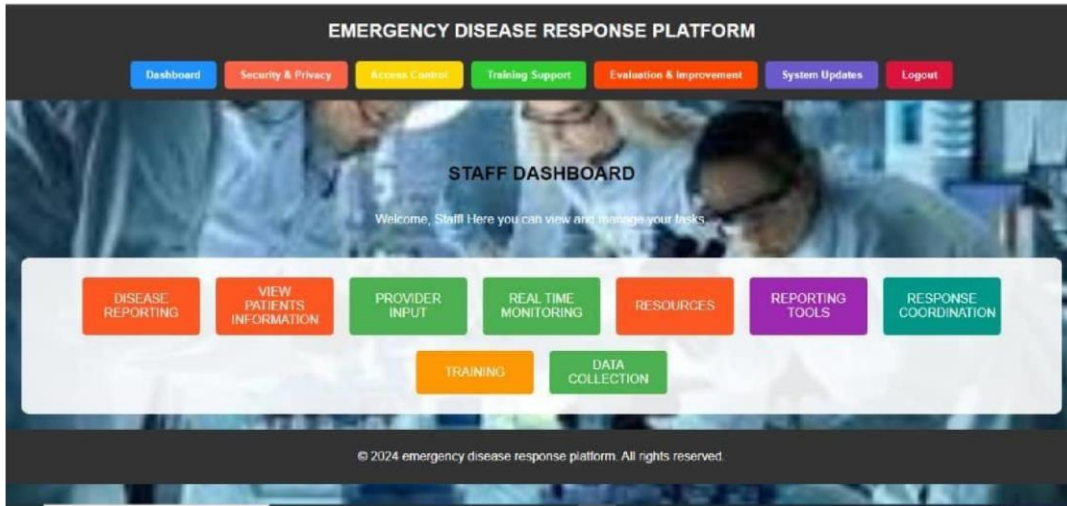 EMERGENCY DISEASE RESPONSE PLATFORM
Dashboard
Security & Privacy
Access Control
Training Support
Evaluation & Improvement
System Updates
Logout
STAFF DASHBOARD
Welcome, Staff! Here you can view and manage your tasks.
DISEASE
REPORTING
VIEW
PATIENTS
INFORMATION
PROVIDER
INPUT
REAL TIME
MONITORING
RESOURCES
REPORTING
TOOLS
RESPONSE
COORDINATION
TRAINING
DATA
COLLECTION
© 2024 emergency disease response platform. All rights reserved.